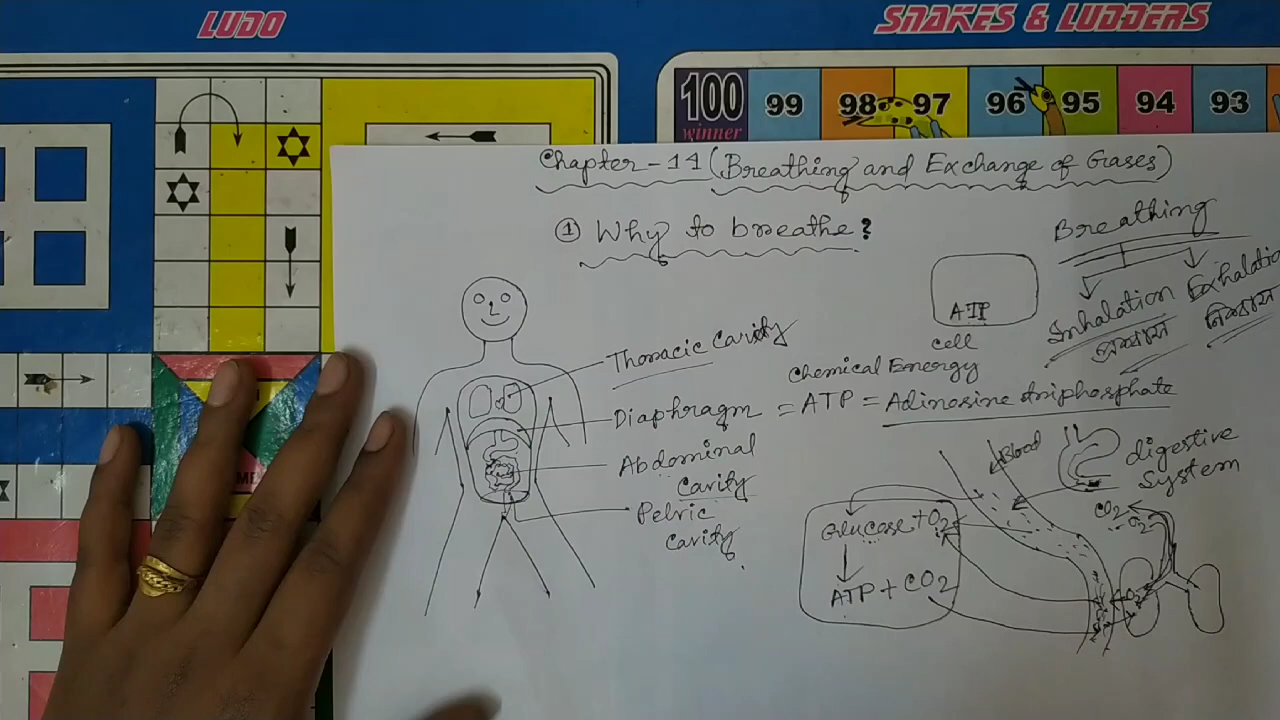 LUDO
SNAKES & LUDDERS
100 99 98 97 96 95 94 93
winner
Chapter-14 (Breathing and Exchange of Gases)
① Why to breathe?
Breathing
Inhalation Exhalation
প্রশ্বাস নিশ্বাস
ATP
cell
Thoracic Cavity
Chemical Energy
Diaphragm = ATP = Adinosine triphosphate
Abdominal
Cavity
Pelvic
Cavity
Blood
digestive
System
Glucose + O2
ATP + CO2
CO2
O2
O2